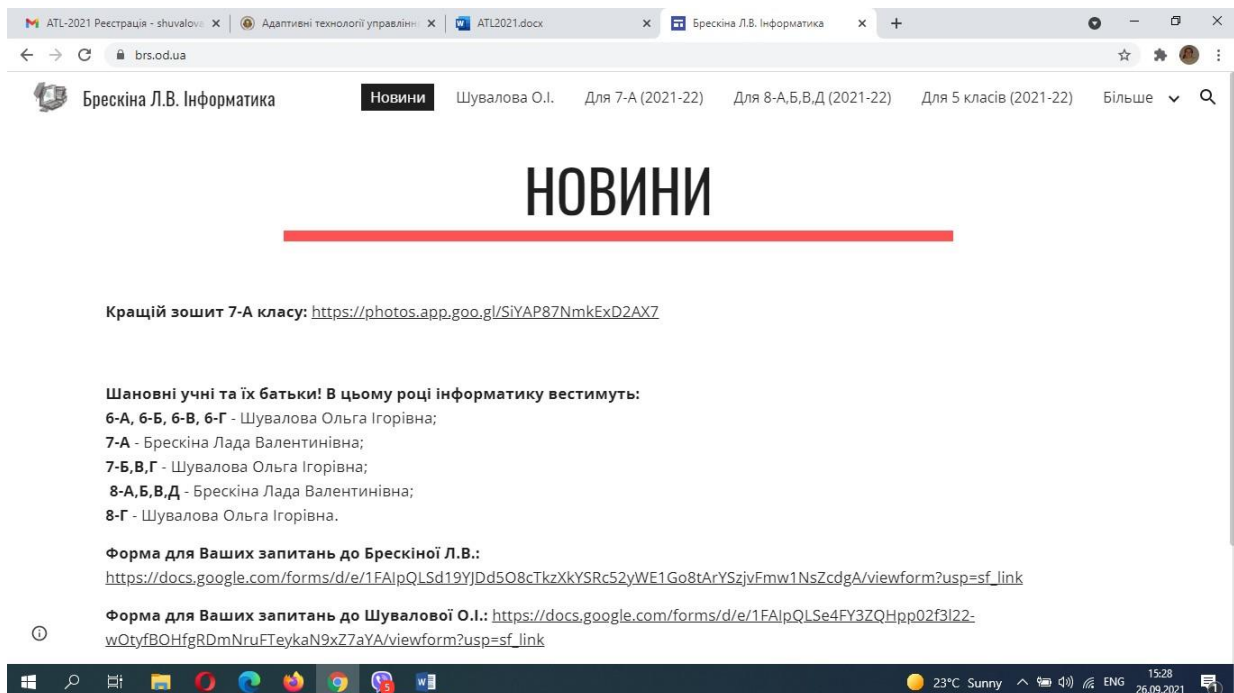 ATL-2021 Реєстрація - shuvalova
Адаптивні технології управлінн
ATL2021.docx
Брескіна Л.В. Інформатика
brs.od.ua
Брескіна Л.В. Інформатика
Новини
Шувалова О.І.
Для 7-А (2021-22)
Для 8-А,Б,В,Д (2021-22)
Для 5 класів (2021-22)
Більше
НОВИНИ
Кращій зошит 7-А класу: https://photos.app.goo.gl/SiYAP87NmkExD2AX7
Шановні учні та їх батьки! В цьому році інформатику вестимуть:
6-А, 6-Б, 6-В, 6-Г - Шувалова Ольга Ігорівна;
7-А - Брескіна Лада Валентинівна;
7-Б,В,Г - Шувалова Ольга Ігорівна;
8-А,Б,В,Д - Брескіна Лада Валентинівна;
8-Г - Шувалова Ольга Ігорівна.
Форма для Ваших запитань до Брескіної Л.В.:
https://docs.google.com/forms/d/e/1FAIpQLSd19YJDd5O8cTkzXkYSRc52yWE1Go8tArYSzjvFmw1NsZcdgA/viewform?usp=sf_link
Форма для Ваших запитань до Шувалової О.І.: https://docs.google.com/forms/d/e/1FAIpQLSe4FY3ZQHpp02f3l22-
wOtyfBOHfgRDmNruFTeykaN9xZ7aYA/viewform?usp=sf_link
23°C Sunny
ENG
15:28
26.09.2021